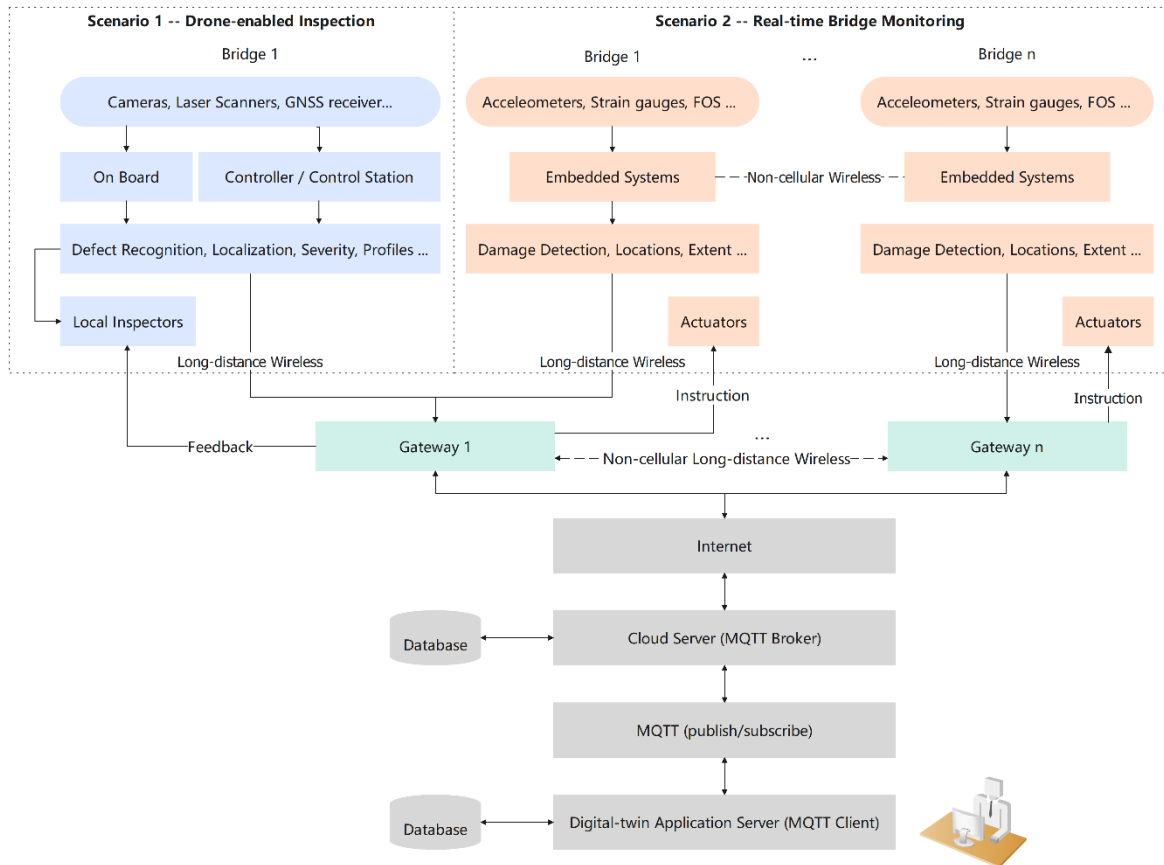 Scenario 1 -- Drone-enabled Inspection
Scenario 2 -- Real-time Bridge Monitoring
Bridge 1
Bridge 1
...
Bridge n
Cameras, Laser Scanners, GNSS receiver...
Acceleometers, Strain gauges, FOS ...
Acceleometers, Strain gauges, FOS ...
On Board
Controller / Control Station
Embedded Systems
Non-cellular Wireless
Embedded Systems
Defect Recognition, Localization, Severity, Profiles ...
Damage Detection, Locations, Extent ...
Damage Detection, Locations, Extent ...
Local Inspectors
Actuators
Actuators
Long-distance Wireless
Long-distance Wireless
Long-distance Wireless
Instruction
Instruction
Feedback
Gateway 1
...
Non-cellular Long-distance Wireless
Gateway n
Internet
Database
Cloud Server (MQTT Broker)
MQTT (publish/subscribe)
Database
Digital-twin Application Server (MQTT Client)